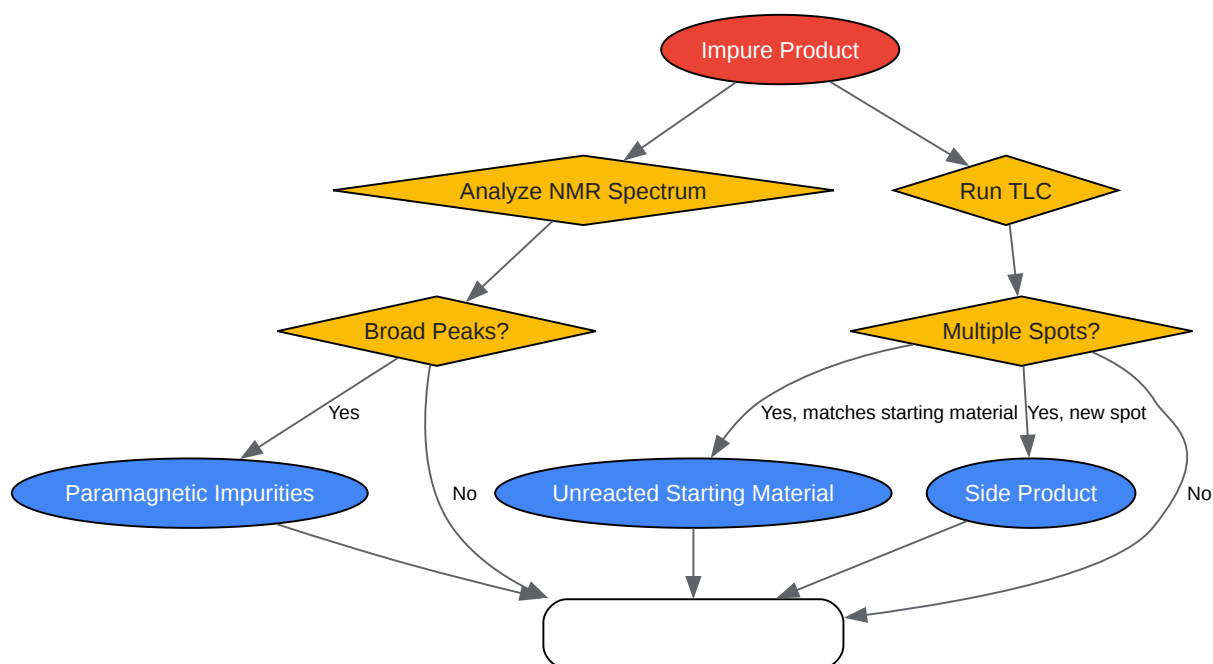 Impure Product
Analyze NMR Spectrum
Run TLC
Broad Peaks?
Multiple Spots?
Yes
Yes, matches starting material
Yes, new spot
Paramagnetic Impurities
No
Unreacted Starting Material
Side Product
No